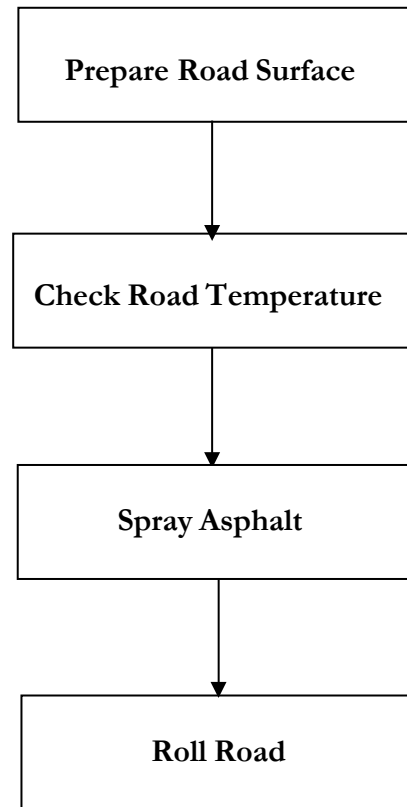 Prepare Road Surface
Check Road Temperature
Spray Asphalt
Roll Road